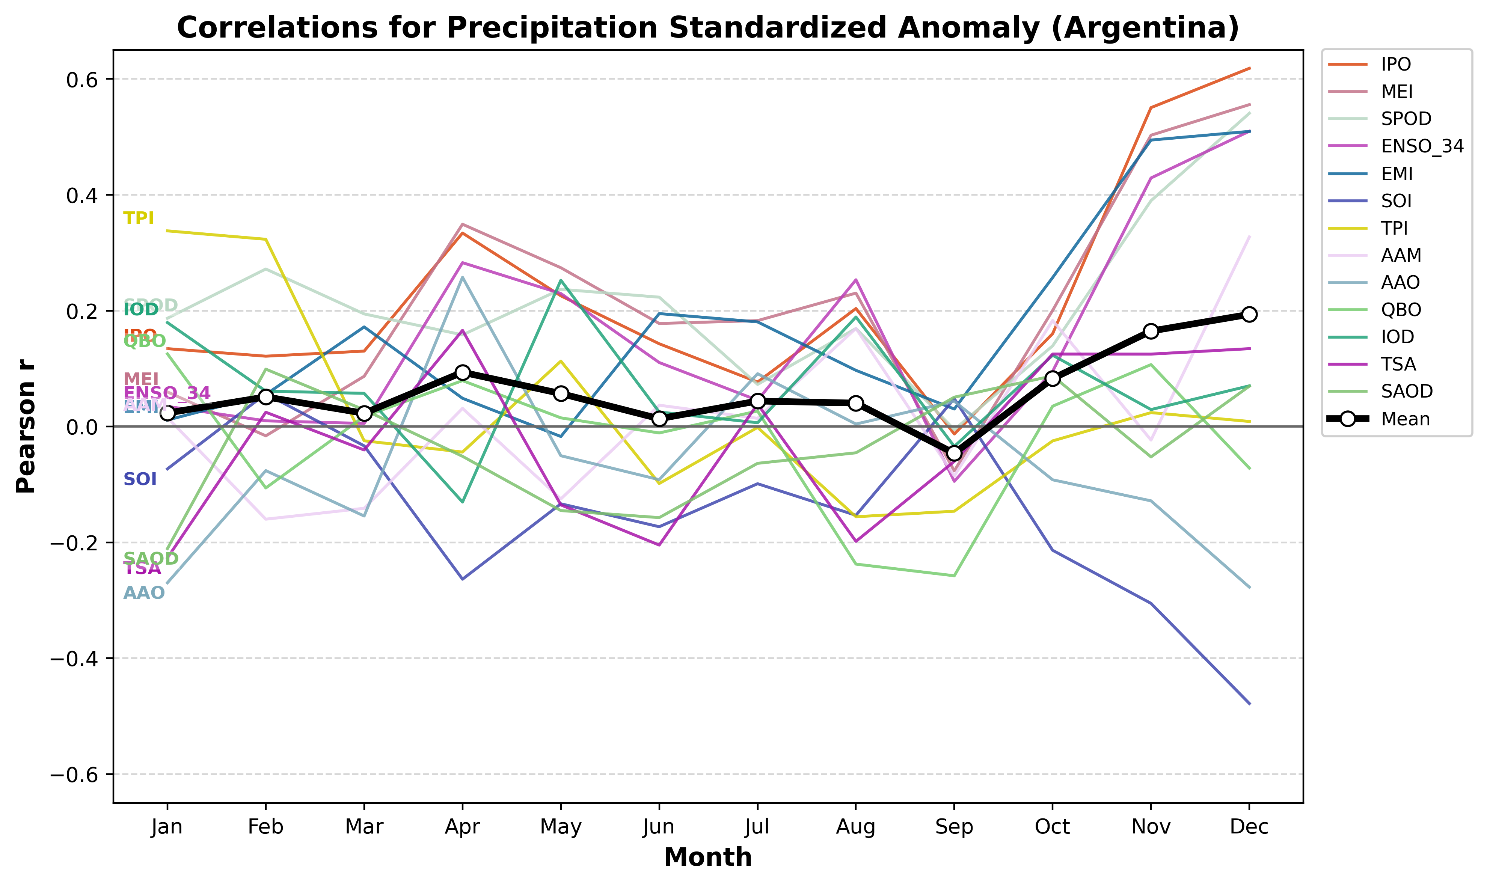 Correlations for Precipitation Standardized Anomaly (Argentina)
Pearson r
0.6
0.4
0.2
0.0
−0.2
−0.4
−0.6
TPI
SPOD
IOD
IPO
QBO
MEI
ENSO_34
EMI
SOI
SAOD
TSA
AAO
Jan
Feb
Mar
Apr
May
Jun
Jul
Aug
Sep
Oct
Nov
Dec
Month
IPO
MEI
SPOD
ENSO_34
EMI
SOI
TPI
AAM
AAO
QBO
IOD
TSA
SAOD
Mean